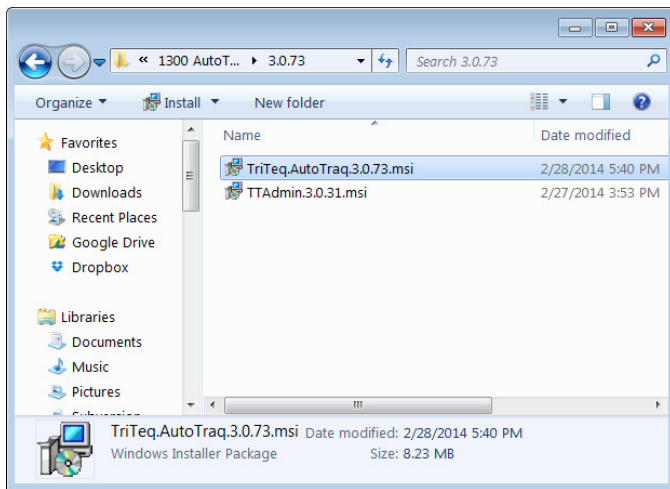 « 1300 AutoT... ▸ 3.0.73
Search 3.0.73
Organize
Install
New folder
Favorites
Desktop
Downloads
Recent Places
Google Drive
Dropbox
Libraries
Documents
Music
Pictures
Name
Date modified
TriTeq.AutoTraq.3.0.73.msi 2/28/2014 5:40 PM
TTAdmin.3.0.31.msi 2/27/2014 3:53 PM
TriTeq.AutoTraq.3.0.73.msi Date modified: 2/28/2014 5:40 PM
Windows Installer Package Size: 8.23 MB